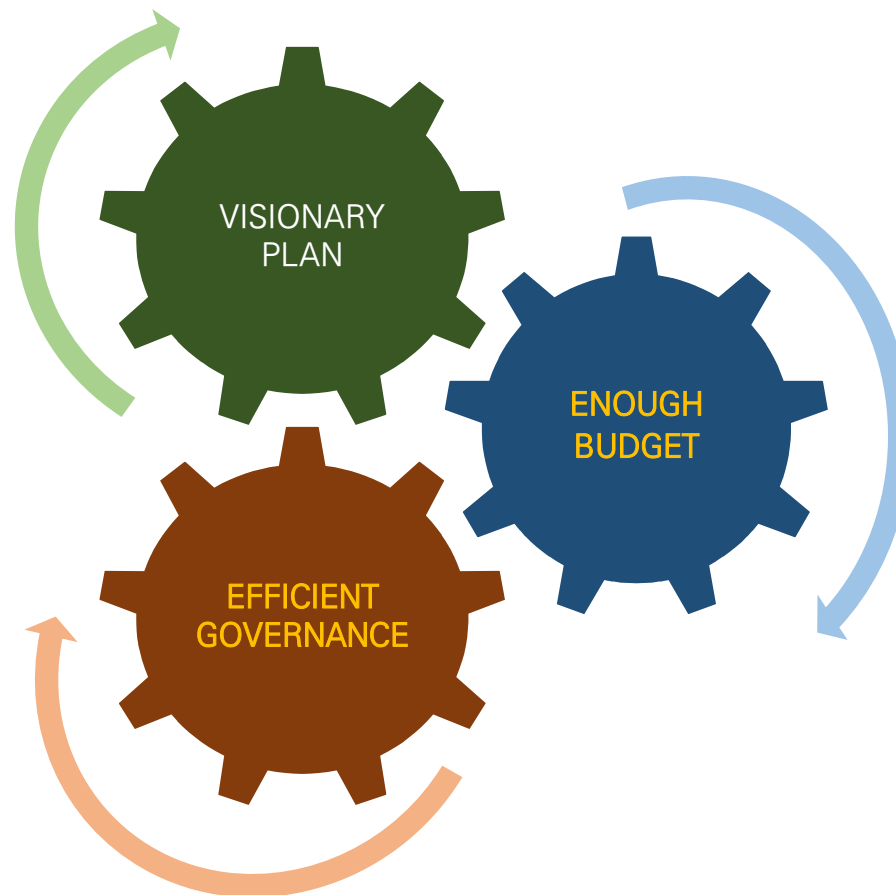 VISIONARY
PLAN
ENOUGH
BUDGET
EFFICIENT
GOVERNANCE